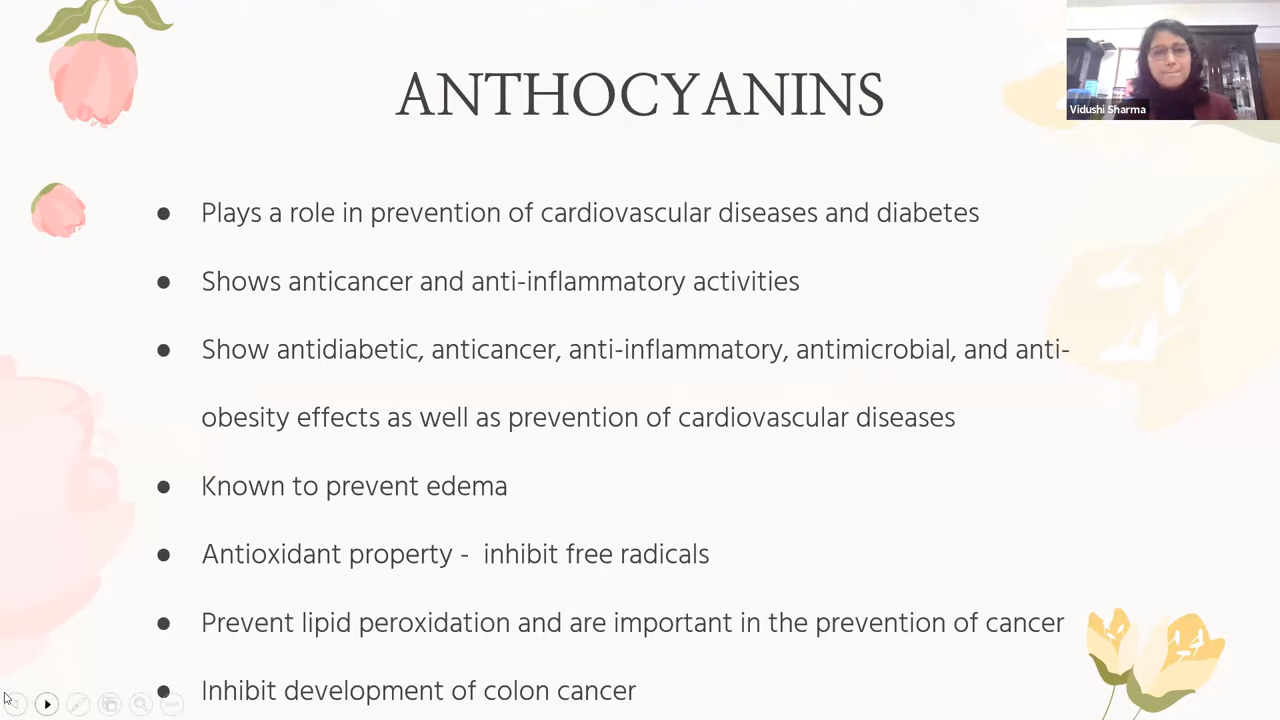 ANTHOCYANINS
Vidushi Sharma
● Plays a role in prevention of cardiovascular diseases and diabetes
● Shows anticancer and anti-inflammatory activities
● Show antidiabetic, anticancer, anti-inflammatory, antimicrobial, and anti-
obesity effects as well as prevention of cardiovascular diseases
● Known to prevent edema
● Antioxidant property -  inhibit free radicals
● Prevent lipid peroxidation and are important in the prevention of cancer
● Inhibit development of colon cancer